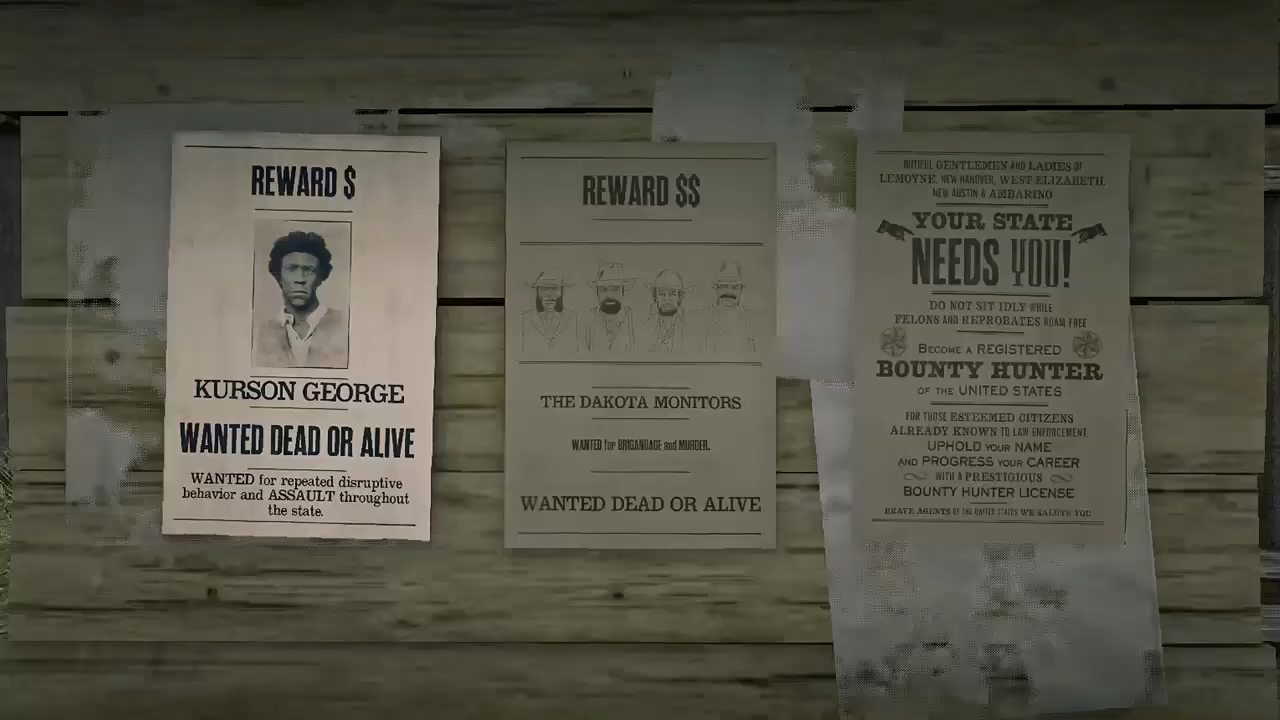 REWARD $
KURSON GEORGE
WANTED DEAD OR ALIVE
WANTED for repeated disruptive
behavior and ASSAULT throughout
the state.
REWARD $$
THE DAKOTA MONITORS
WANTED for BRIGANDAGE and MURDER.
WANTED DEAD OR ALIVE
DUTIFUL GENTLEMEN AND LADIES OF
LEMOYNE, NEW HANOVER, WEST ELIZABETH,
NEW AUSTIN & AMBARINO
YOUR STATE
NEEDS YOU!
DO NOT SIT IDLY WHILE
FELONS AND REPROBATES ROAM FREE
BECOME A REGISTERED
BOUNTY HUNTER
OF THE UNITED STATES
FOR THOSE ESTEEMED CITIZENS
ALREADY KNOWN TO LAW ENFORCEMENT,
UPHOLD YOUR NAME
AND PROGRESS YOUR CAREER
WITH A PRESTIGIOUS
BOUNTY HUNTER LICENSE
BRAVE AGENTS OF THE UNITED STATES WE SALUTE YOU